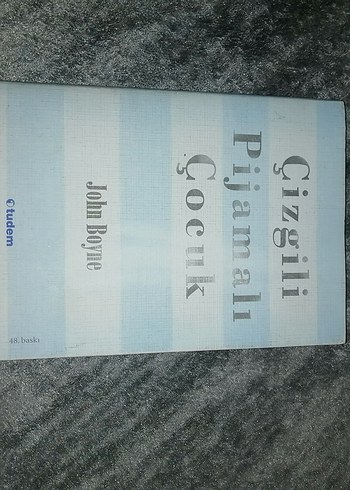 Çizgili
Pijamalı
Çocuk
John Boyne
tudem
48. baskı